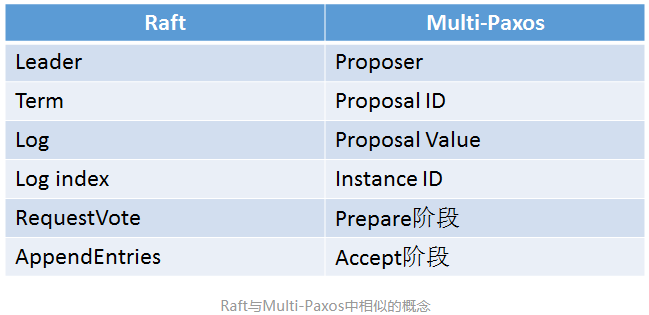 Raft Multi-Paxos
Leader Proposer
Term Proposal ID
Log Proposal Value
Log index Instance ID
RequestVote Prepare阶段
AppendEntries Accept阶段
Raft与Multi-Paxos中相似的概念